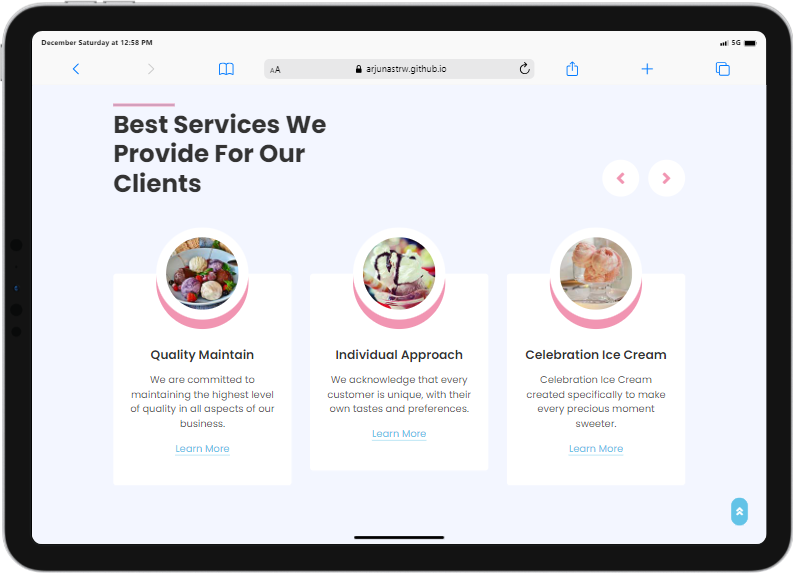 December Saturday at 12:58 PM
5G
AA
arjunastrw.github.io
Best Services We
Provide For Our
Clients
Quality Maintain
We are committed to
maintaining the highest level
of quality in all aspects of our
business.
Learn More
Individual Approach
We acknowledge that every
customer is unique, with their
own tastes and preferences.
Learn More
Celebration Ice Cream
Celebration Ice Cream
created specifically to make
every precious moment
sweeter.
Learn More